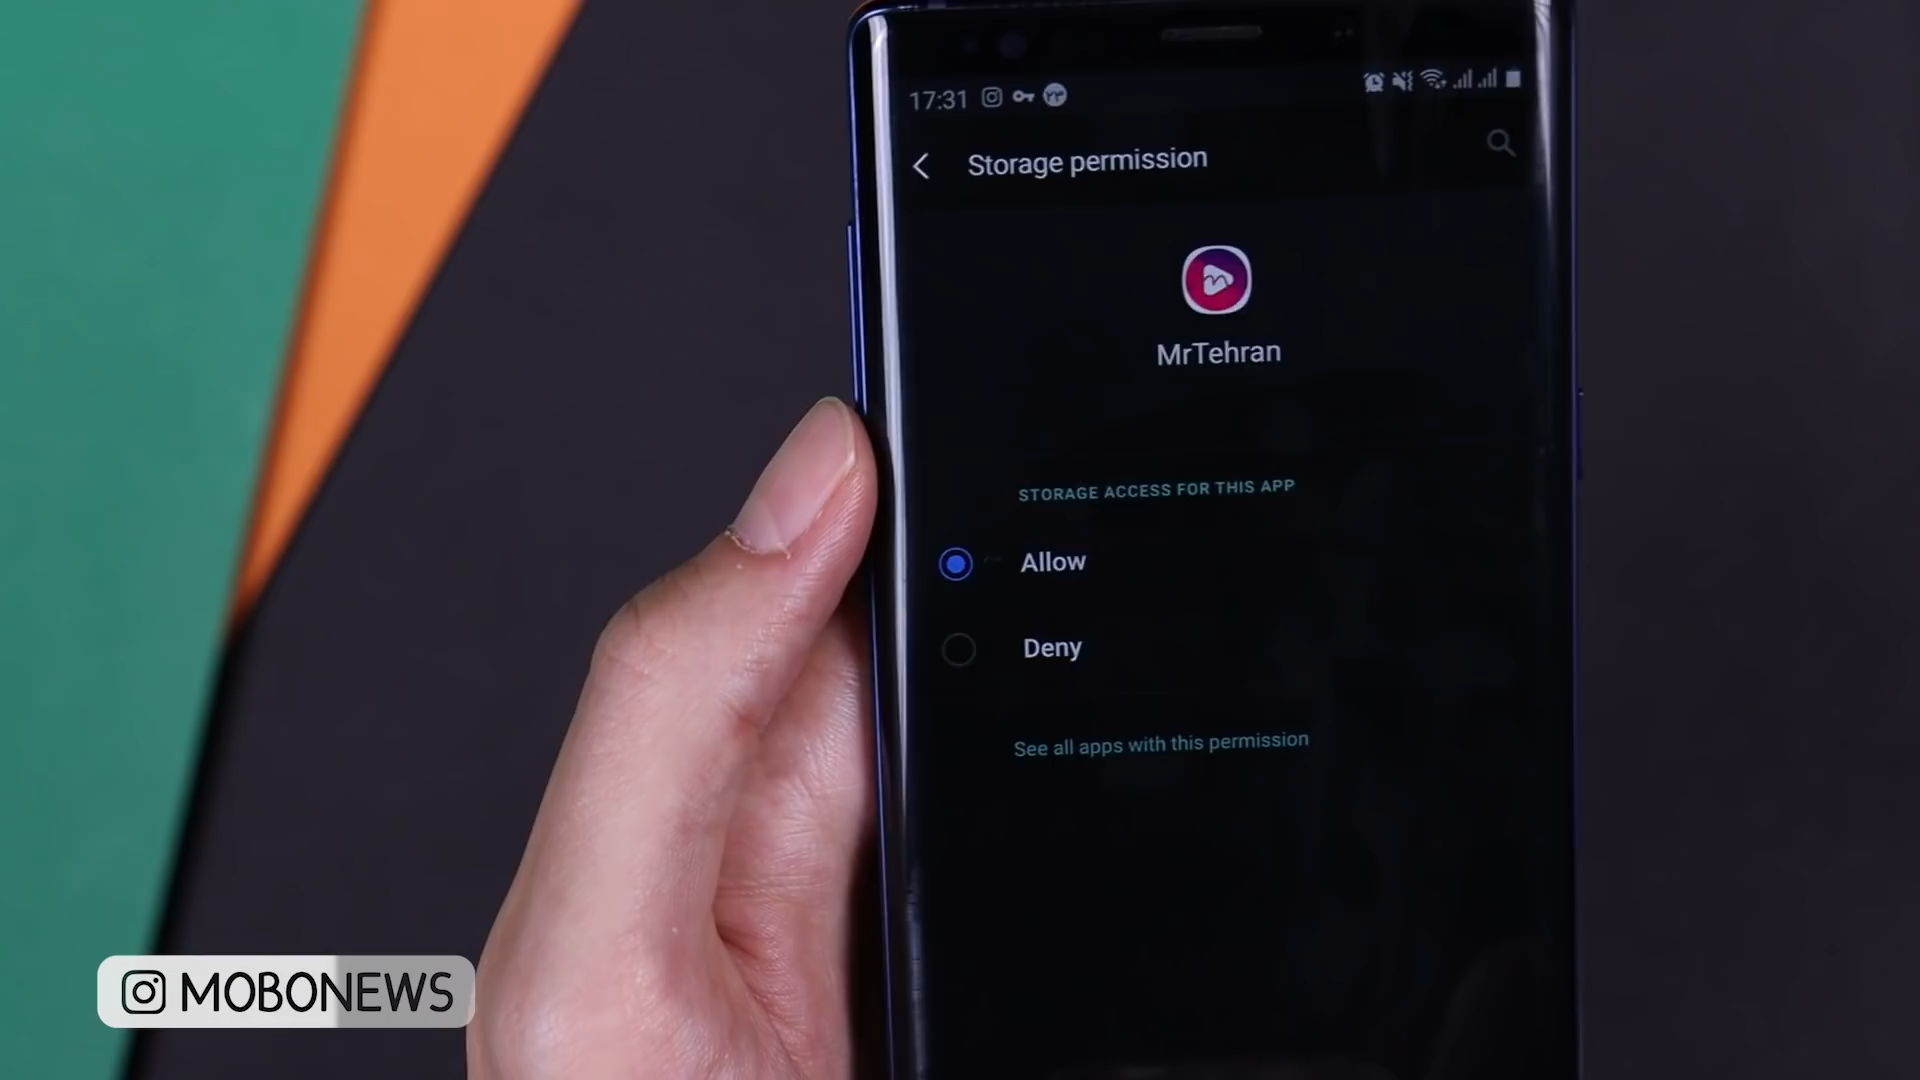 17:31
Storage permission
MrTehran
STORAGE ACCESS FOR THIS APP
Allow
Deny
See all apps with this permission
MOBONEWS